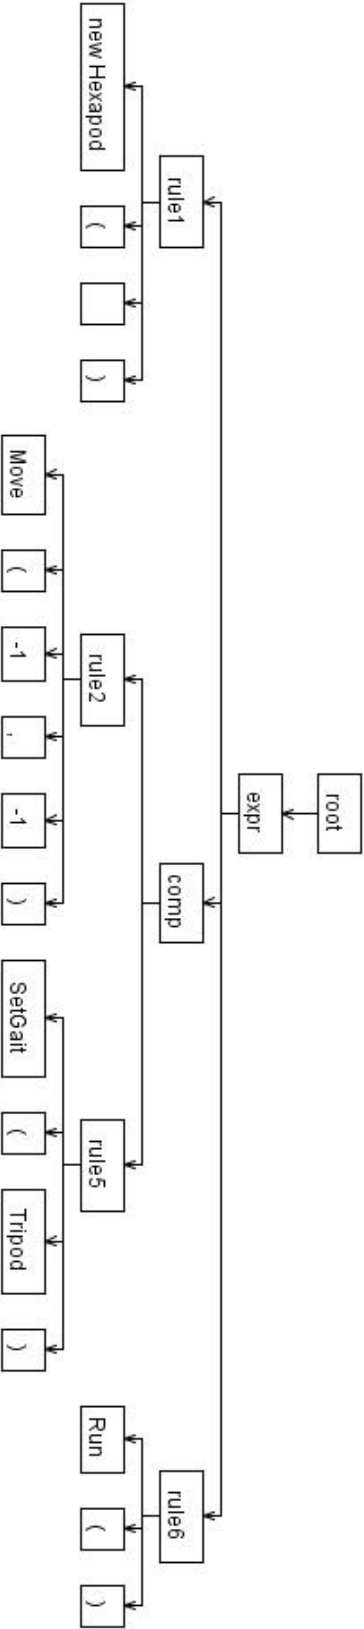 root
expr
rule1
comp
rule6
new Hexapod
(
)
rule2
rule5
Run
(
)
Move
(
-1
,
-1
)
SetGait
(
Tripod
)